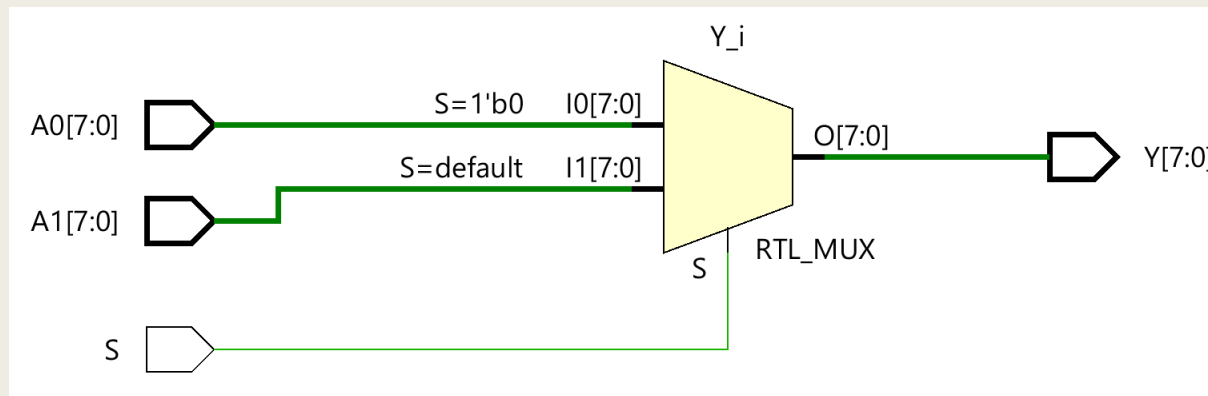 Y_i
S=1'b0 I0[7:0]
A0[7:0]
O[7:0]
Y[7:0]
S=default I1[7:0]
A1[7:0]
RTL_MUX
S
S